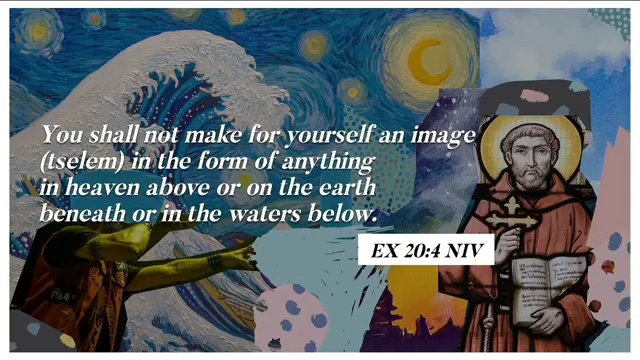 You shall not make for yourself an image
(tselem) in the form of anything
in heaven above or on the earth
beneath or in the waters below.
EX 20:4 NIV